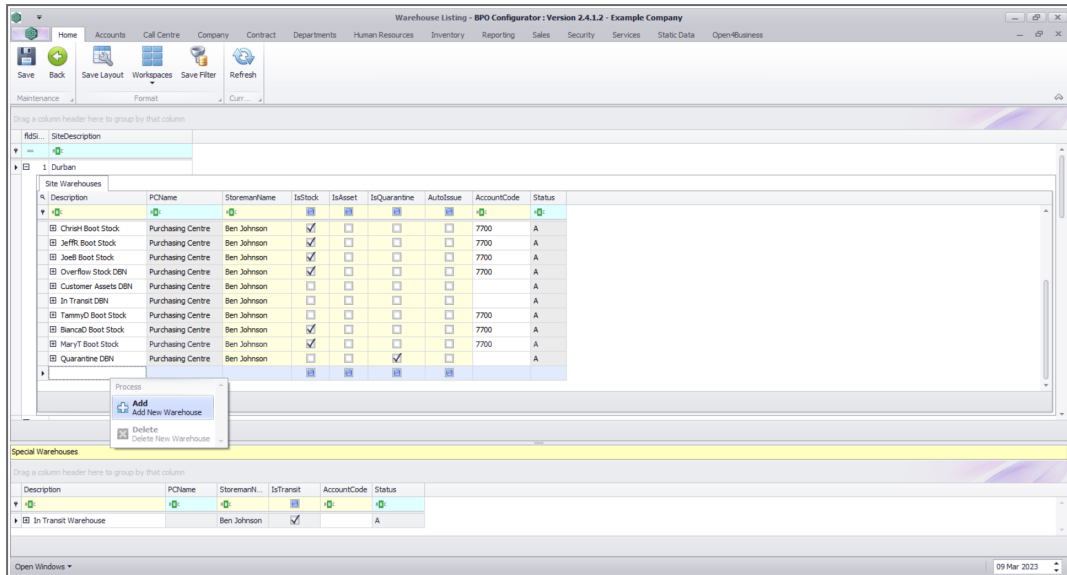 Warehouse Listing - BPO Configurator : Version 2.4.1.2 - Example Company
Home Accounts Call Centre Company Contract Departments Human Resources Inventory Reporting Sales Security Services Static Data Open4Business
Save Back Save Layout Workspaces Save Filter Refresh
Maintenance Format Curr...
Drag a column header here to group by that column
fldSi... SiteDescription
1 Durban
Site Warehouses
Description PCName StoremanName IsStock IsAsset IsQuarantine AutoIssue AccountCode Status
ChrisH Boot Stock Purchasing Centre Ben Johnson 7700 A
JeffR Boot Stock Purchasing Centre Ben Johnson 7700 A
JoeB Boot Stock Purchasing Centre Ben Johnson 7700 A
Overflow Stock DBN Purchasing Centre Ben Johnson 7700 A
Customer Assets DBN Purchasing Centre Ben Johnson A
In Transit DBN Purchasing Centre Ben Johnson A
TammyD Boot Stock Purchasing Centre Ben Johnson 7700 A
BiancaD Boot Stock Purchasing Centre Ben Johnson 7700 A
MaryT Boot Stock Purchasing Centre Ben Johnson 7700 A
Quarantine DBN Purchasing Centre Ben Johnson A
Process
Add
Add New Warehouse
Delete
Delete New Warehouse
Special Warehouses
Drag a column header here to group by that column
Description PCName StoremanN... IsTransit AccountCode Status
In Transit Warehouse Ben Johnson A
Open Windows 09 Mar 2023